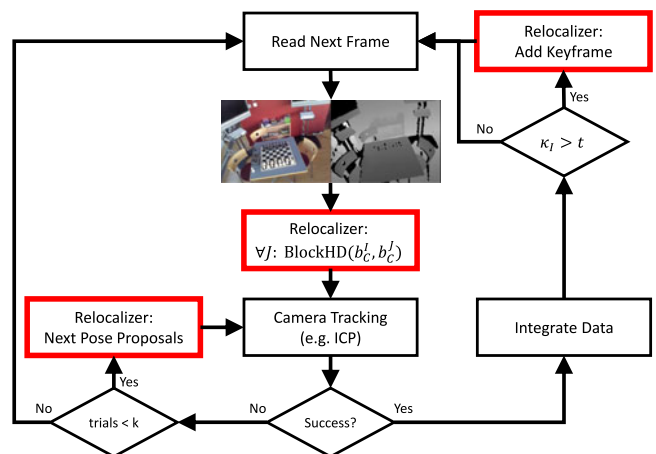 Read Next Frame
Relocalizer:
Add Keyframe
Yes
No
κ_I > t
Relocalizer:
∀J: BlockHD(b_C^I, b_C^J)
Relocalizer:
Next Pose Proposals
Camera Tracking
(e.g. ICP)
Integrate Data
Yes
No
trials < k
No
Success?
Yes